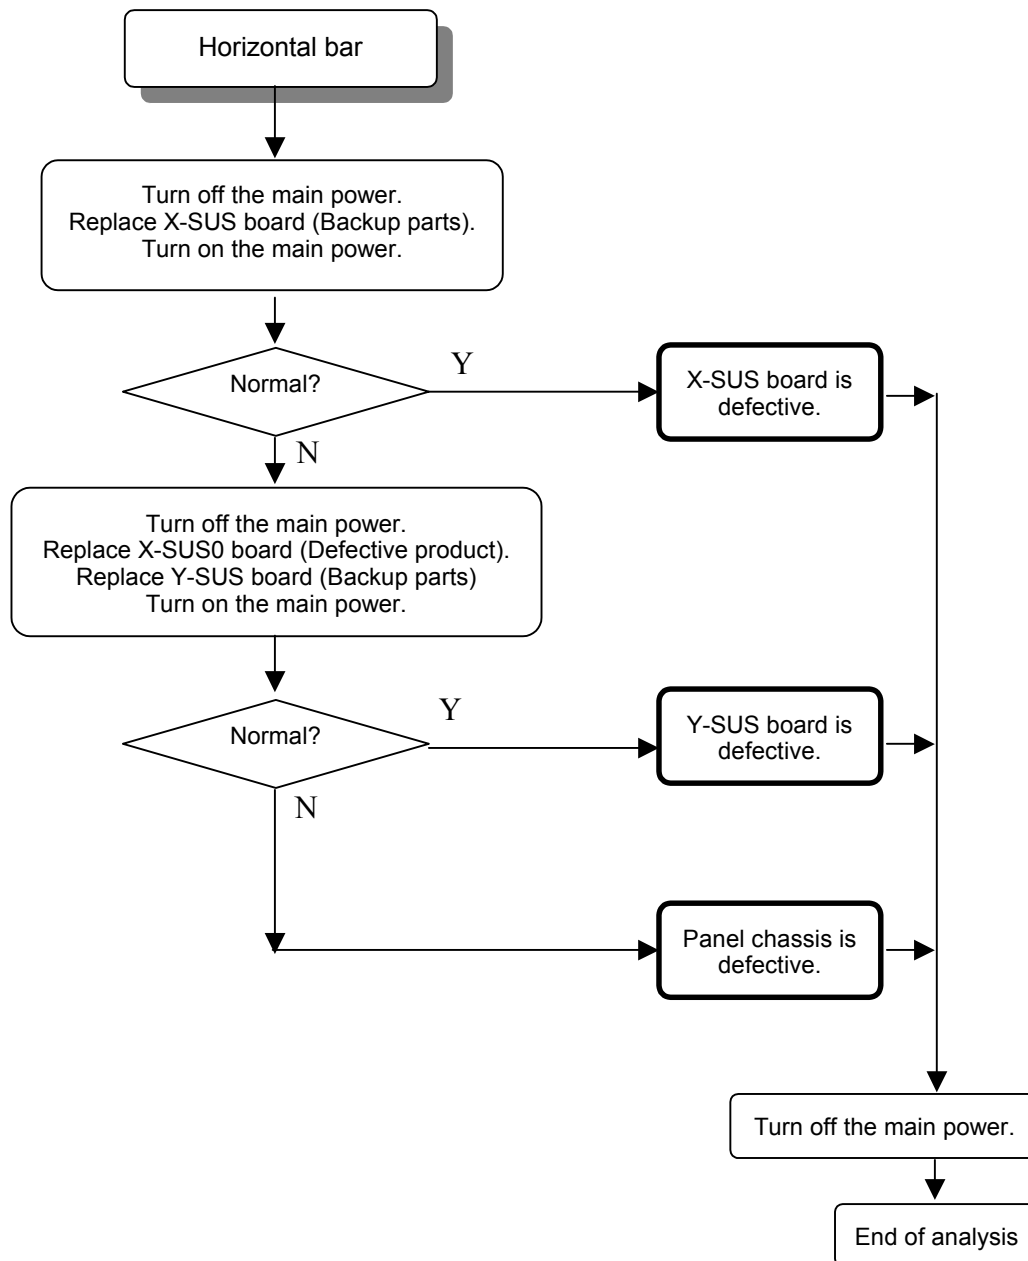 Horizontal bar
Turn off the main power.
Replace X-SUS board (Backup parts).
Turn on the main power.
Normal?
Y
X-SUS board is
defective.
N
Turn off the main power.
Replace X-SUS0 board (Defective product).
Replace Y-SUS board (Backup parts)
Turn on the main power.
Normal?
Y
Y-SUS board is
defective.
N
Panel chassis is
defective.
Turn off the main power.
End of analysis